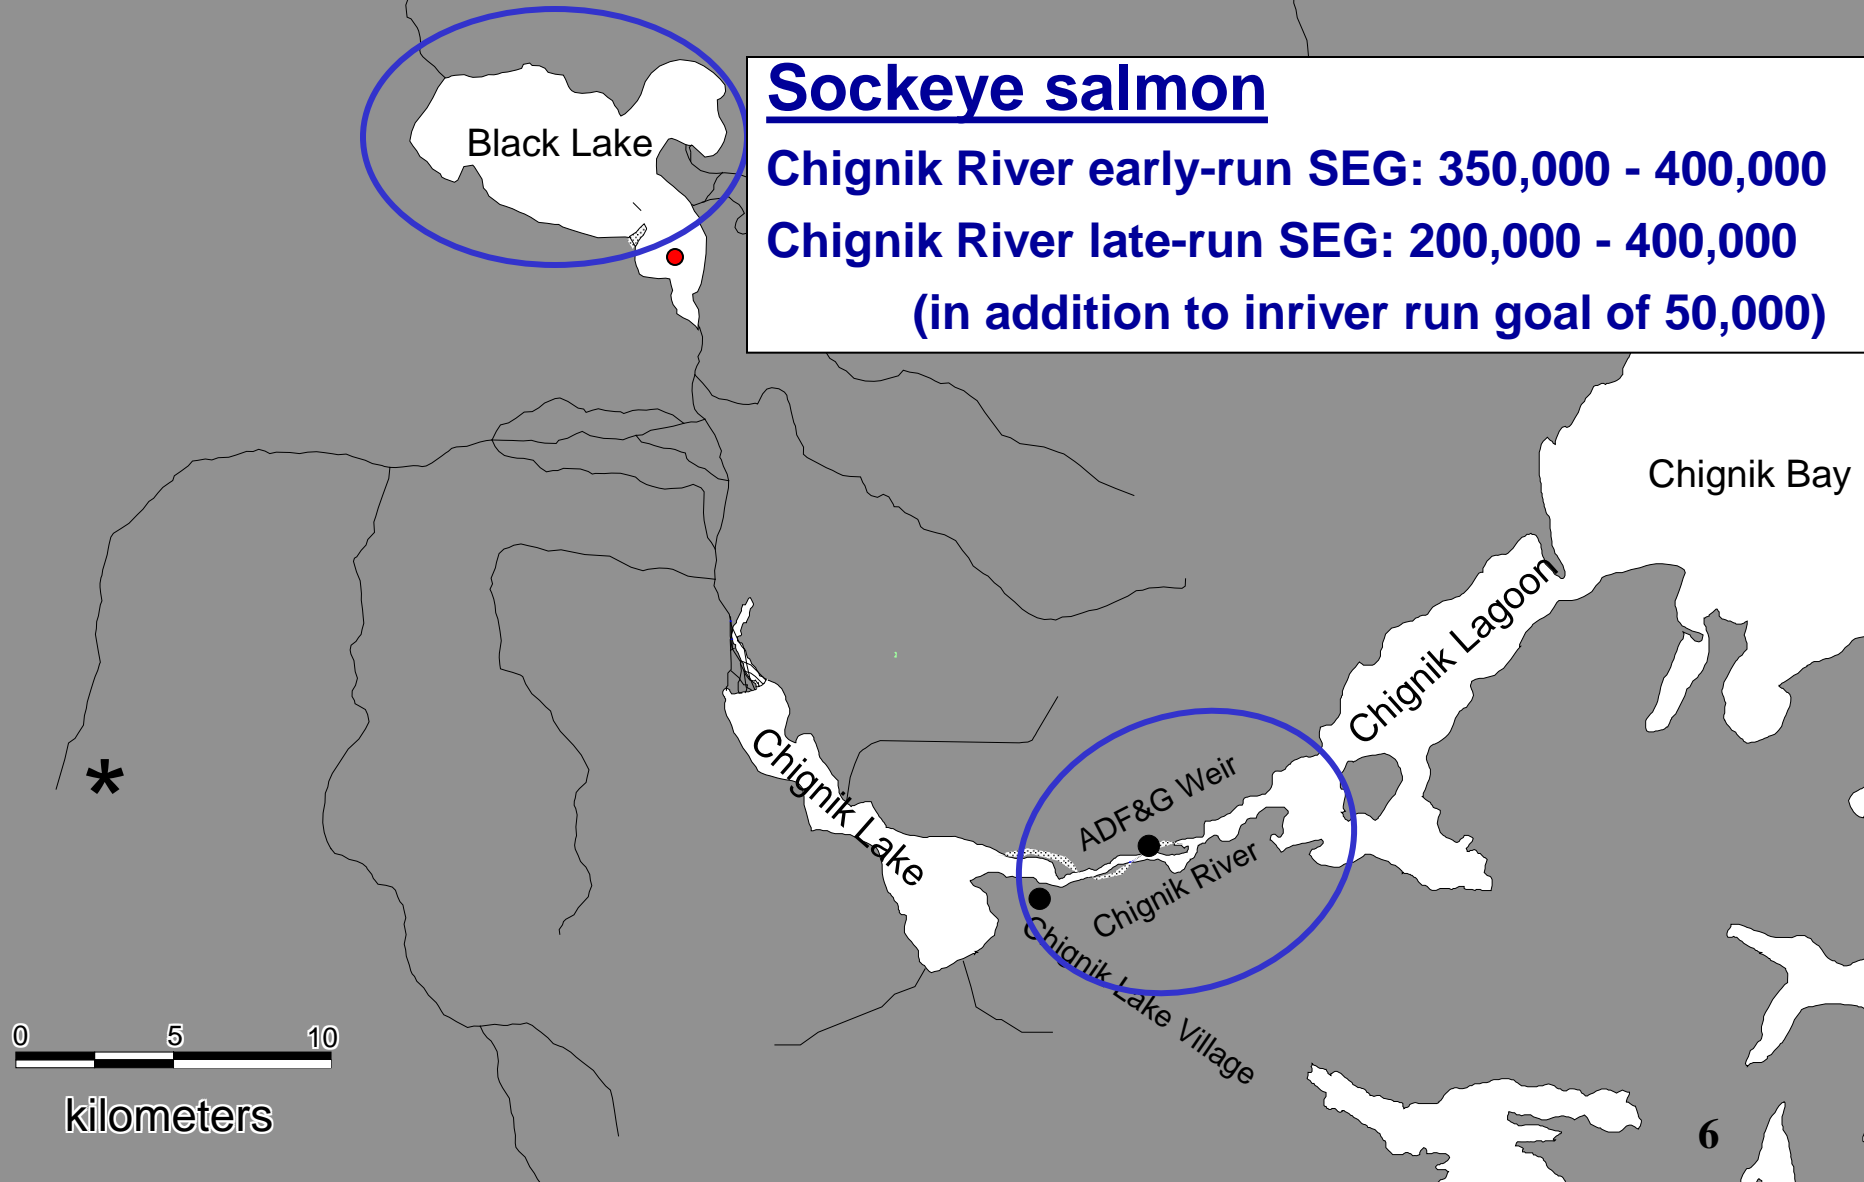 Sockeye salmon
Chignik River early-run SEG: 350,000 - 400,000
Chignik River late-run SEG: 200,000 - 400,000
(in addition to inriver run goal of 50,000)
Black Lake
Chignik Bay
Chignik Lagoon
Chignik Lake
ADF&G Weir
Chignik River
Chignik Lake Village
*
0 5 10
kilometers
6